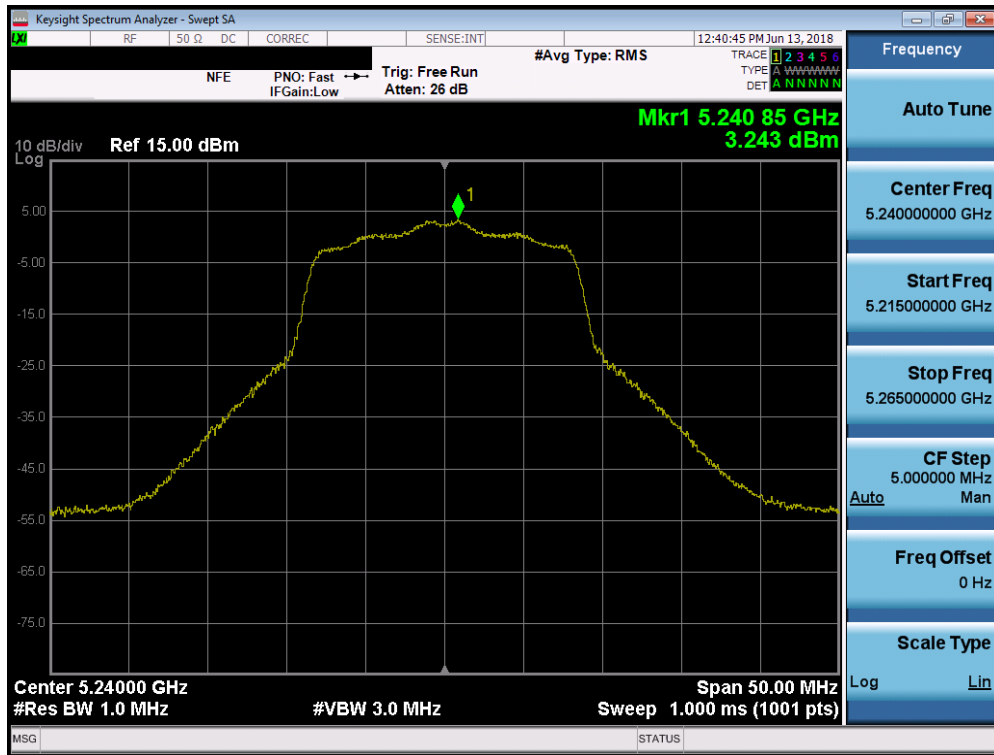 Keysight Spectrum Analyzer - Swept SA
LXI RF 50 Ω DC CORREC SENSE:INT 12:40:45 PM Jun 13, 2018
NFE PNO: Fast IFGain:Low Trig: Free Run Atten: 26 dB #Avg Type: RMS
TRACE 1 2 3 4 5 6
TYPE A WWWWW
DET A N N N N N
Mkr1 5.240 85 GHz
3.243 dBm
10 dB/div Ref 15.00 dBm
Log
1
5.00
-5.00
-15.0
-25.0
-35.0
-45.0
-55.0
-65.0
-75.0
Center 5.24000 GHz Span 50.00 MHz
#Res BW 1.0 MHz #VBW 3.0 MHz Sweep 1.000 ms (1001 pts)
MSG STATUS
Frequency
Auto Tune
Center Freq
5.240000000 GHz
Start Freq
5.215000000 GHz
Stop Freq
5.265000000 GHz
CF Step
5.000000 MHz
Auto Man
Freq Offset
0 Hz
Scale Type
Log Lin